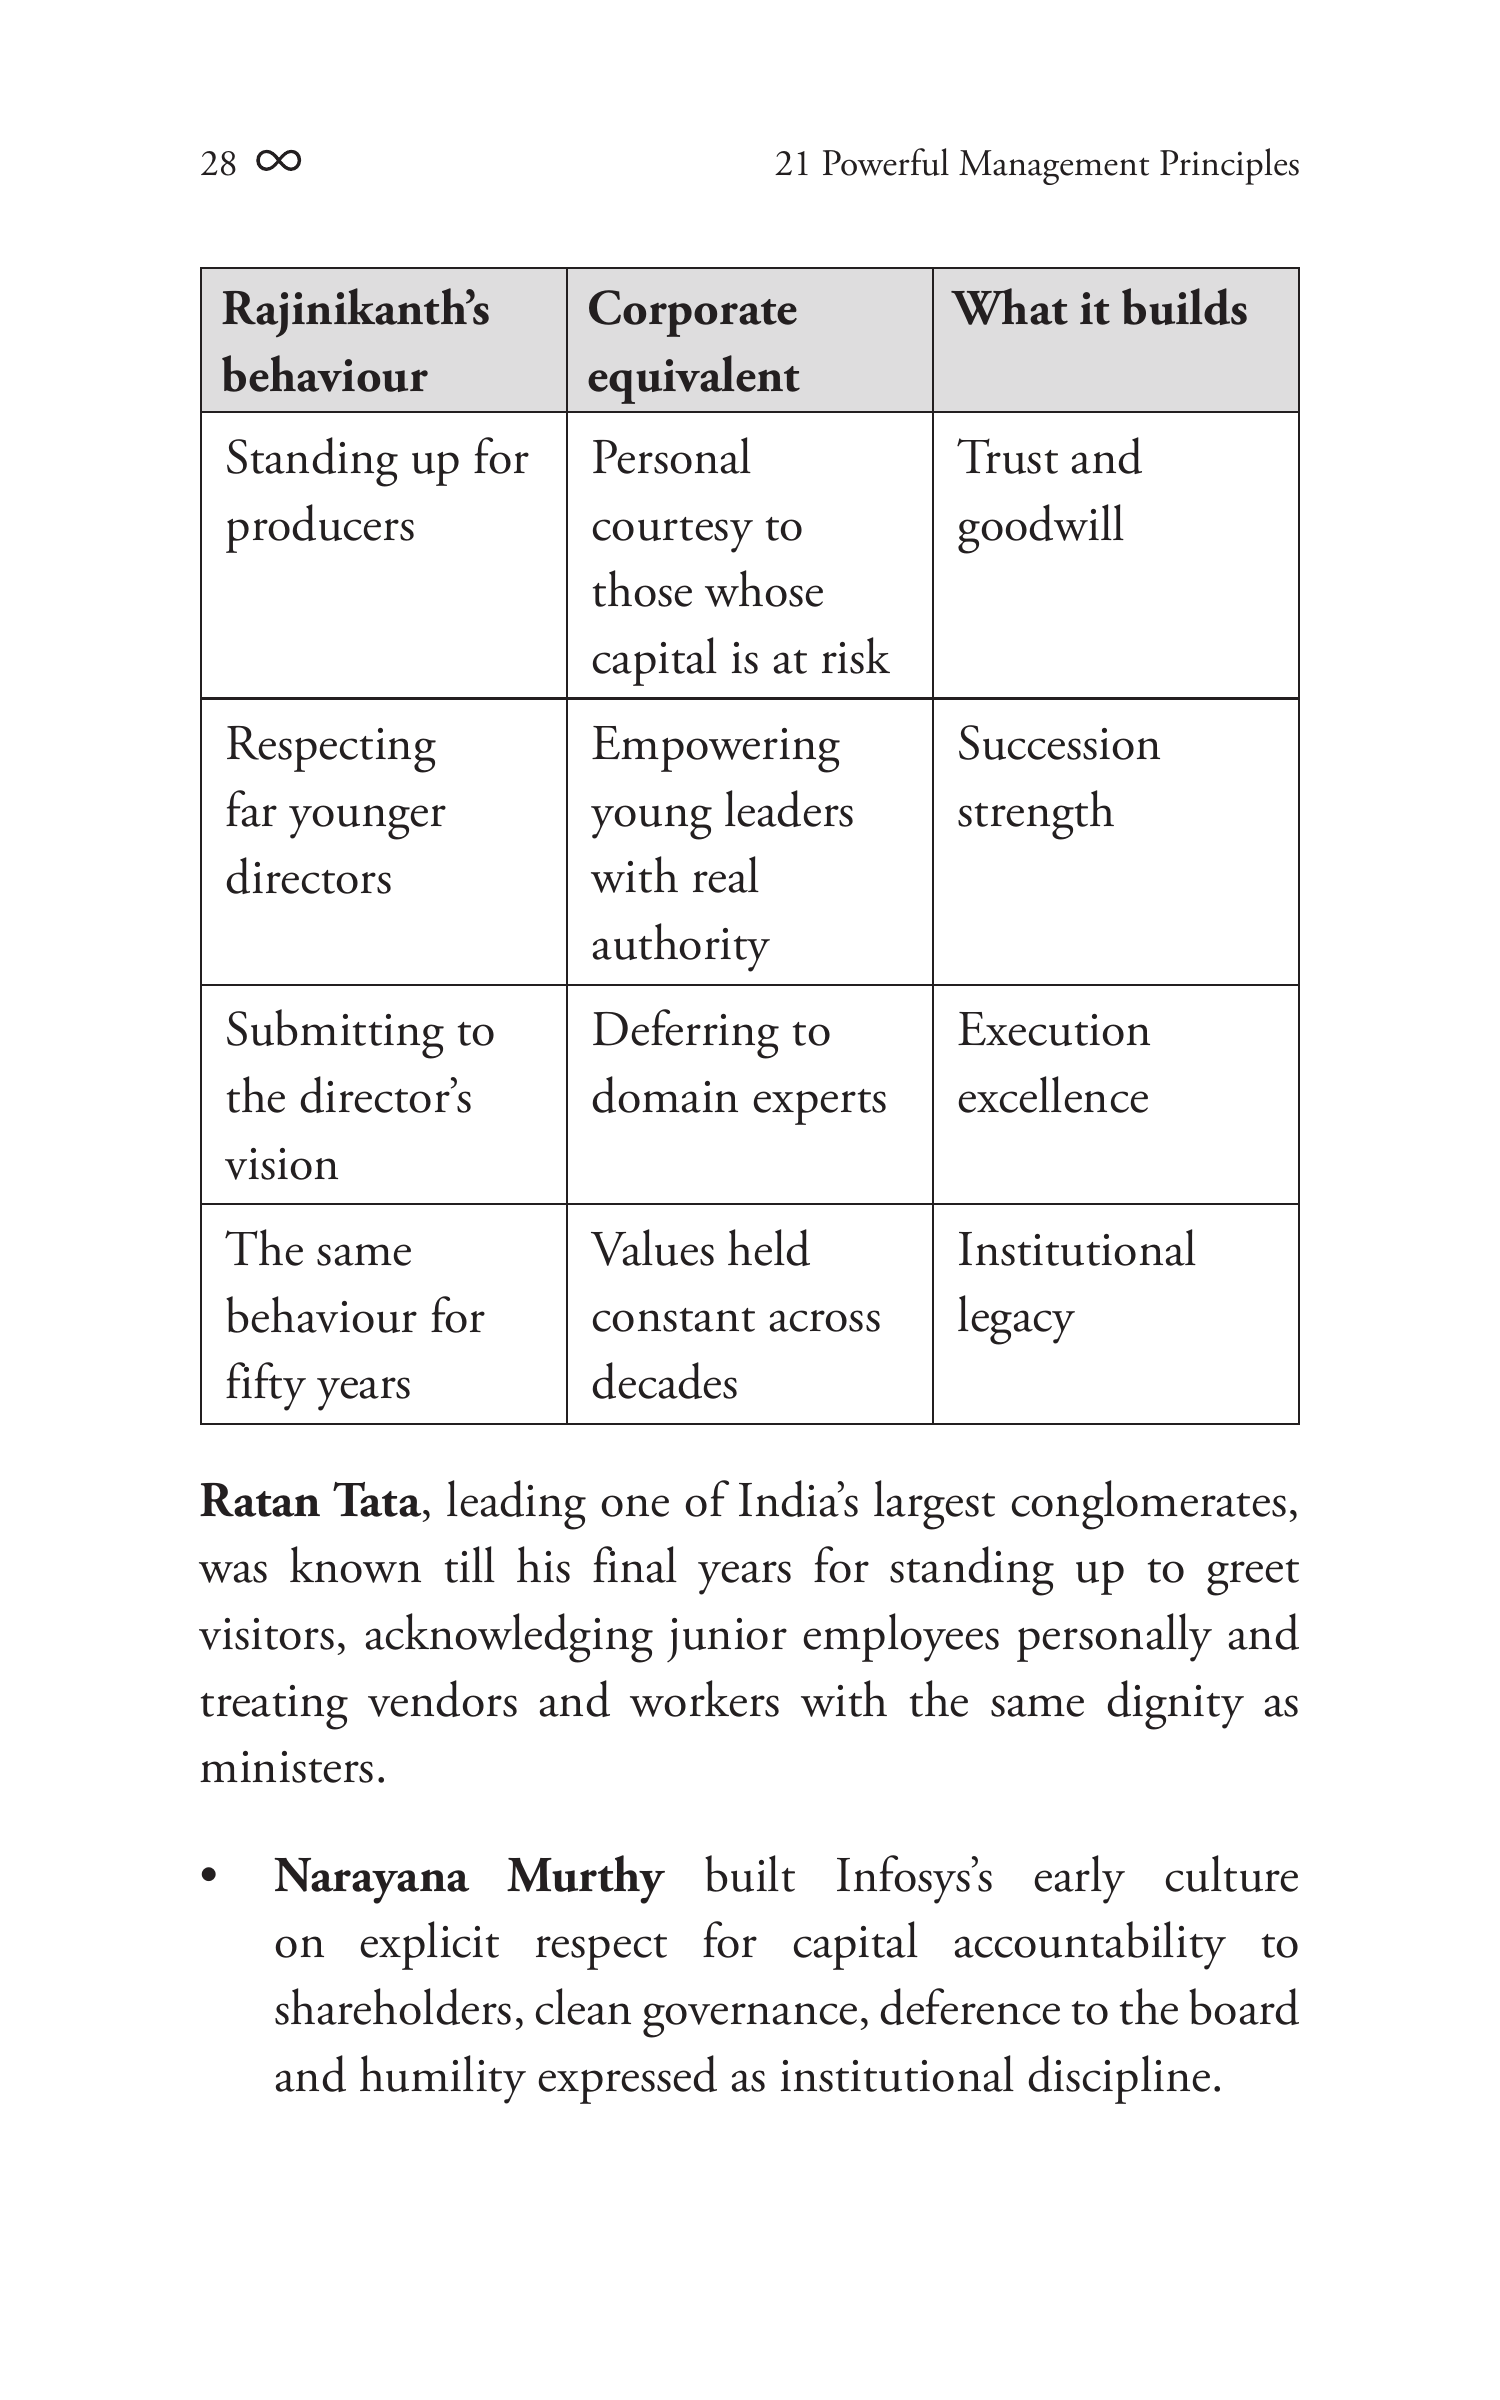 28 ∞ 21 Powerful Management Principles
Rajinikanth’s
behaviour
Corporate
equivalent
What it builds
Standing up for
producers
Personal
courtesy to
those whose
capital is at risk
Trust and
goodwill
Respecting
far younger
directors
Empowering
young leaders
with real
authority
Succession
strength
Submitting to
the director’s
vision
Deferring to
domain experts
Execution
excellence
The same
behaviour for
fifty years
Values held
constant across
decades
Institutional
legacy
Ratan Tata, leading one of India’s largest conglomerates,
was known till his final years for standing up to greet
visitors, acknowledging junior employees personally and
treating vendors and workers with the same dignity as
ministers.
• Narayana Murthy built Infosys’s early culture
on explicit respect for capital accountability to
shareholders, clean governance, deference to the board
and humility expressed as institutional discipline.